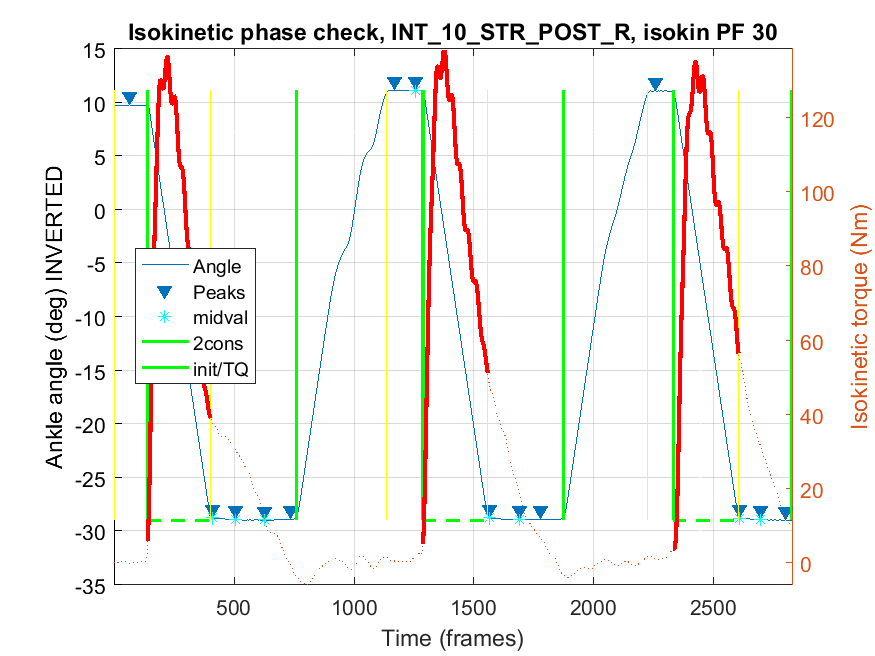 Isokinetic phase check, INT_10_STR_POST_R, isokin PF 30
Ankle angle (deg) INVERTED
15
10
5
0
-5
-10
-15
-20
-25
-30
-35
Angle
Peaks
midval
2cons
init/TQ
120
100
80
60
40
20
0
Isokinetic torque (Nm)
500
1000
1500
2000
2500
Time (frames)